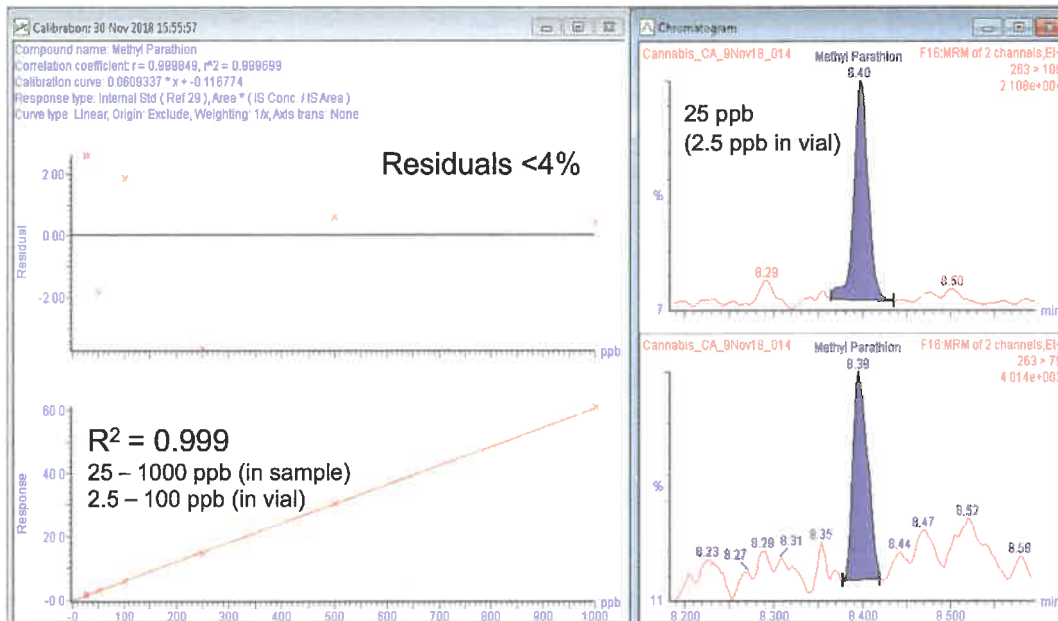 Calibration: 30 Nov 2018 15:55:57
Compound name: Methyl Parathion
Correlation coefficient: r = 0.999849, r^2 = 0.999699
Calibration curve: 0.0609337 * x + -0.116774
Response type: Internal Std ( Ref 29 ), Area * ( IS Conc. / IS Area )
Curve type: Linear, Origin: Exclude, Weighting: 1/x, Axis trans: None
Residuals <4%
2.00
0.00
-2.00
Residual
ppb
R² = 0.999
25 – 1000 ppb (in sample)
2.5 – 100 ppb (in vial)
60.0
40.0
20.0
-0.0
Response
-0 100 200 300 400 500 600 700 800 900 1000
ppb
Chromatogram
Cannabis_CA_9Nov18_014
Methyl Parathion
F16:MRM of 2 channels,EI+
8.40
2.108e+00
25 ppb
(2.5 ppb in vial)
%
8.29
8.50
7
min
Cannabis_CA_9Nov18_014
Methyl Parathion
F16:MRM of 2 channels,EI+
8.39
263 > 79
%
8.23 8.27 8.29 8.31 8.35 8.44 8.47 8.52 8.58
11
8.200 8.300 8.400 8.500
min